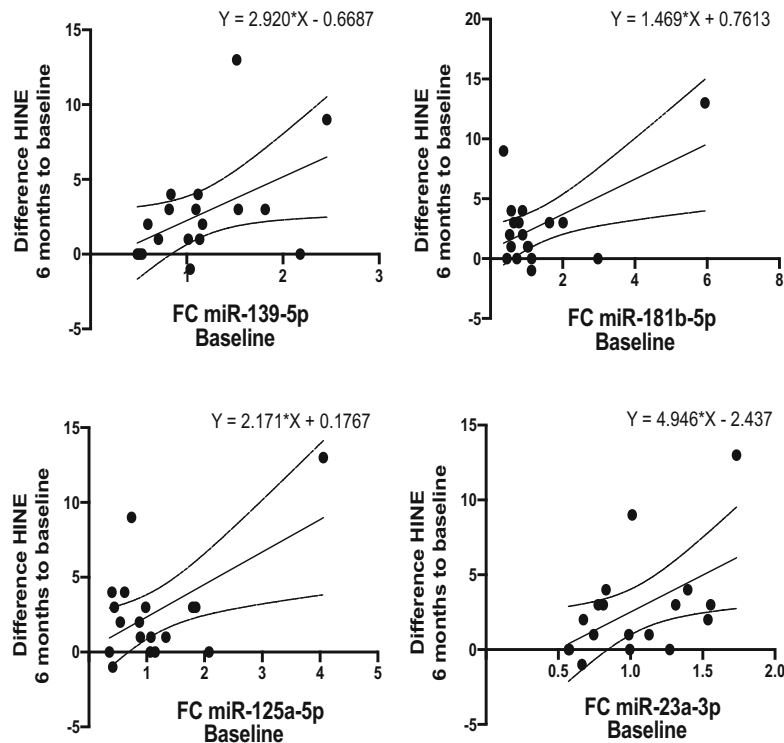 Y = 2.920*X - 0.6687
15
10
5
0
-5
1
2
3
Difference HINE
6 months to baseline
FC miR-139-5p
Baseline
Y = 1.469*X + 0.7613
20
15
10
5
0
-5
2
4
6
8
Difference HINE
6 months to baseline
FC miR-181b-5p
Baseline
Y = 2.171*X + 0.1767
15
10
5
0
-5
1
2
3
4
5
Difference HINE
6 months to baseline
FC miR-125a-5p
Baseline
Y = 4.946*X - 2.437
15
10
5
0
-5
0.5
1.0
1.5
2.0
Difference HINE
6 months to baseline
FC miR-23a-3p
Baseline